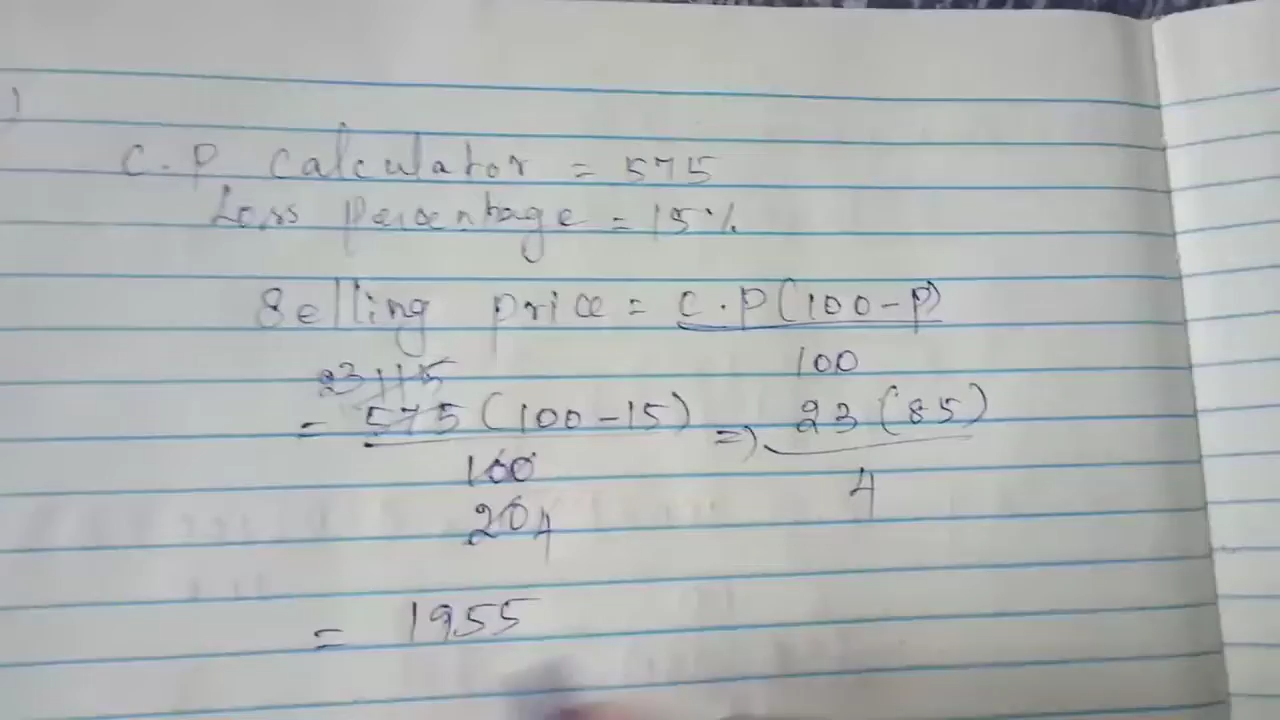 )
C.P Calculator = 575
Loss Percentage = 15%
Selling price = C.P(100-P)
100
23 115
= 575(100-15) => 23(85)
100
4
20 4
= 1955